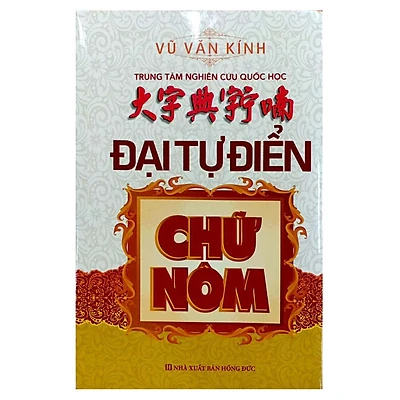 VŨ VĂN KÍNH
TRUNG TÂM NGHIÊN CỨU QUỐC HỌC
大字典𡨸喃
ĐẠI TỰ ĐIỂN
CHỮ
NÔM
NHÀ XUẤT BẢN HỒNG ĐỨC